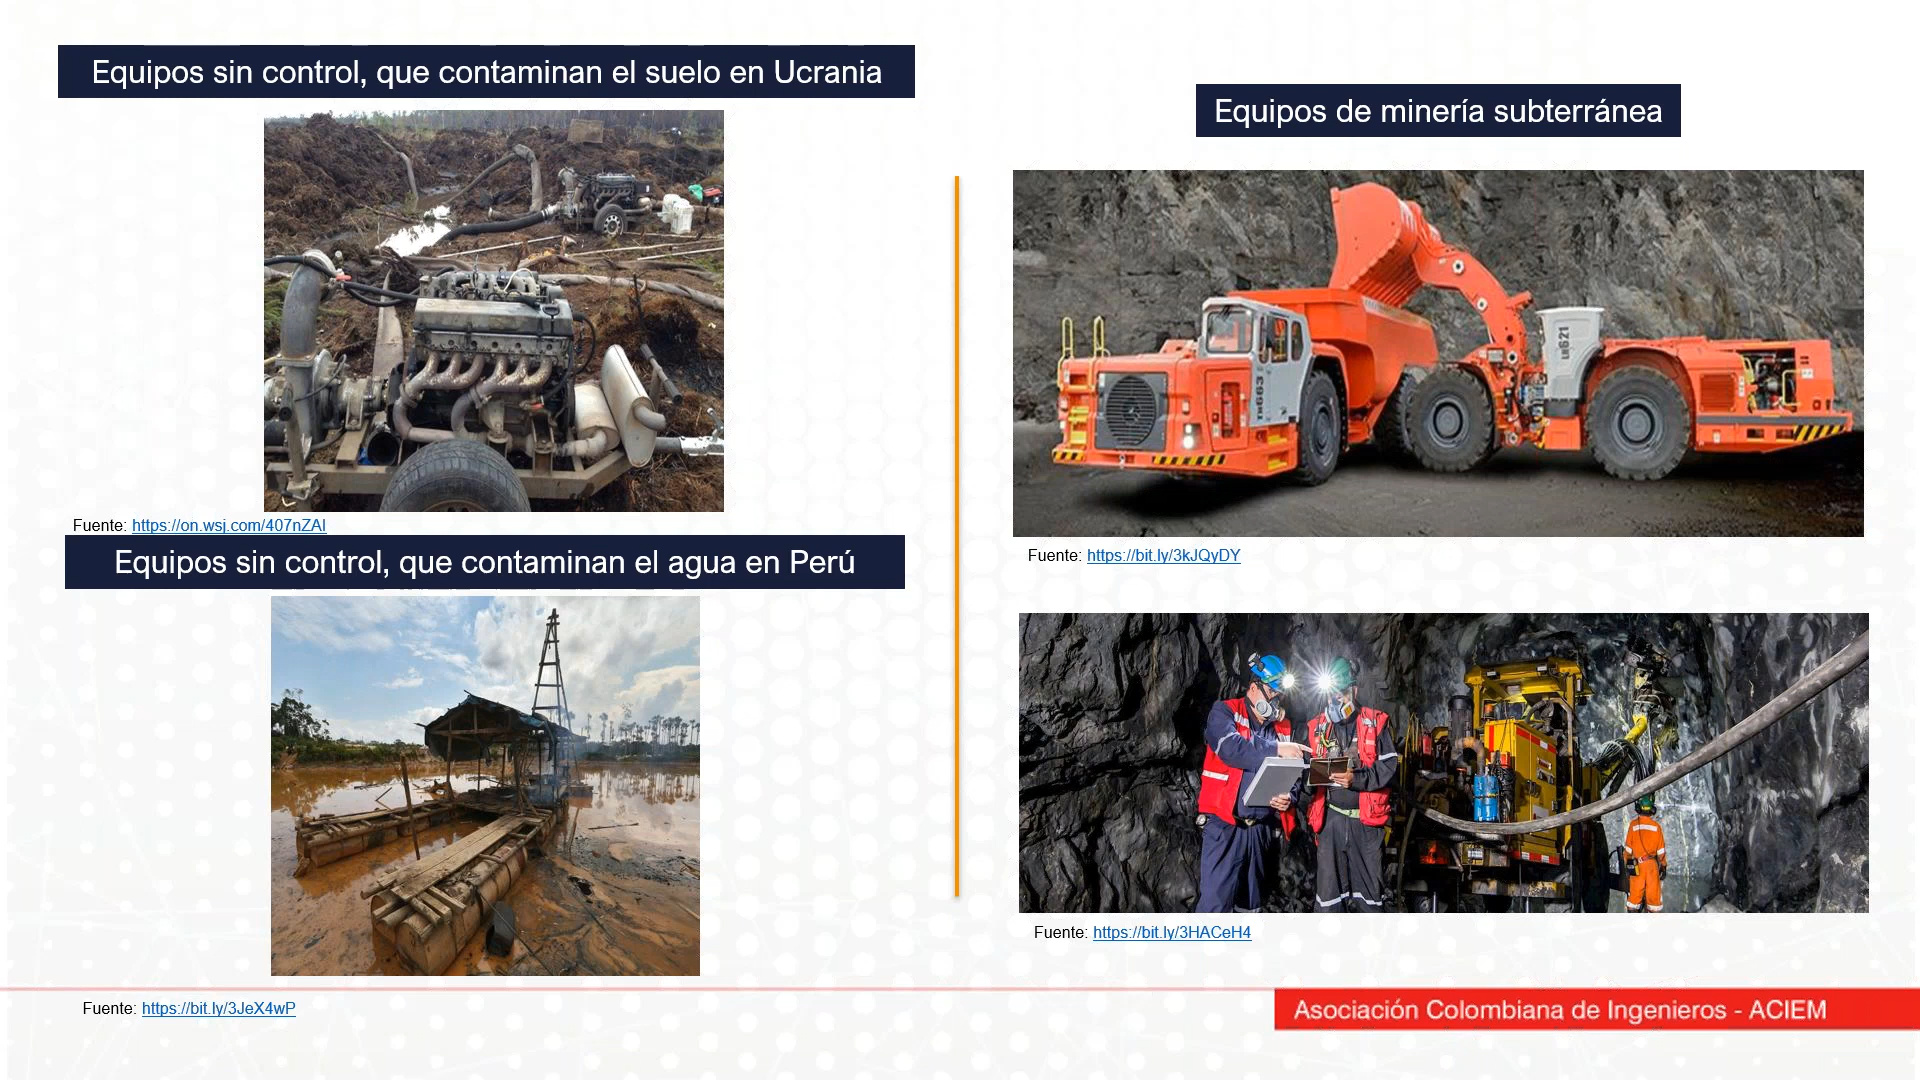 Equipos sin control, que contaminan el suelo en Ucrania
Fuente: https://on.wsj.com/407nZAI
Equipos sin control, que contaminan el agua en Perú
Fuente: https://bit.ly/3JeX4wP
Equipos de minería subterránea
TH663
LH621
Fuente: https://bit.ly/3kJQyDY
Fuente: https://bit.ly/3HACeH4
Asociación Colombiana de Ingenieros - ACIEM